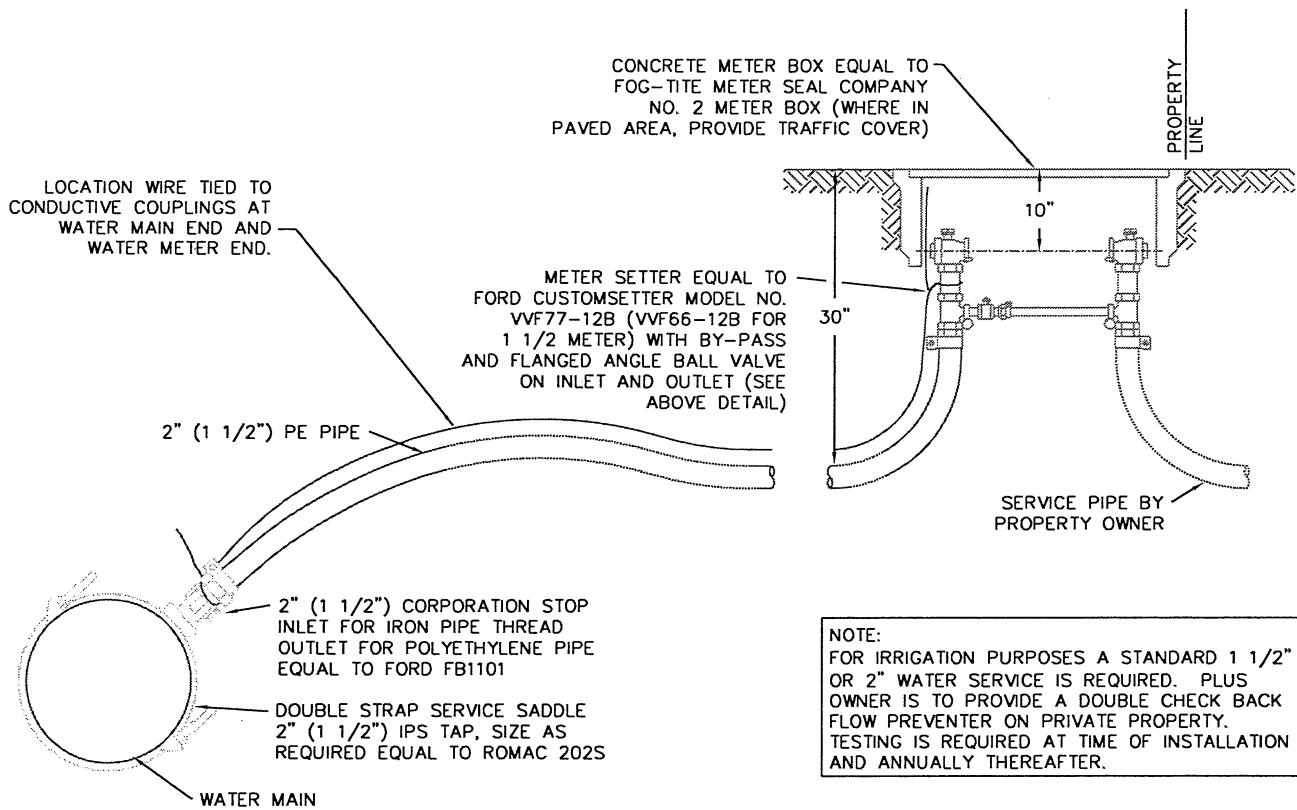 CONCRETE METER BOX EQUAL TO
FOG-TITE METER SEAL COMPANY
NO. 2 METER BOX (WHERE IN
PAVED AREA, PROVIDE TRAFFIC COVER)
PROPERTY
LINE
LOCATION WIRE TIED TO
CONDUCTIVE COUPLINGS AT
WATER MAIN END AND
WATER METER END.
10"
METER SETTER EQUAL TO
FORD CUSTOMSETTER MODEL NO.
VVF77-12B (VVF66-12B FOR
1 1/2 METER) WITH BY-PASS
AND FLANGED ANGLE BALL VALVE
ON INLET AND OUTLET (SEE
ABOVE DETAIL)
30"
2" (1 1/2") PE PIPE
SERVICE PIPE BY
PROPERTY OWNER
2" (1 1/2") CORPORATION STOP
INLET FOR IRON PIPE THREAD
OUTLET FOR POLYETHYLENE PIPE
EQUAL TO FORD FB1101
DOUBLE STRAP SERVICE SADDLE
2" (1 1/2") IPS TAP, SIZE AS
REQUIRED EQUAL TO ROMAC 202S
WATER MAIN
NOTE:
FOR IRRIGATION PURPOSES A STANDARD 1 1/2"
OR 2" WATER SERVICE IS REQUIRED. PLUS
OWNER IS TO PROVIDE A DOUBLE CHECK BACK
FLOW PREVENTER ON PRIVATE PROPERTY.
TESTING IS REQUIRED AT TIME OF INSTALLATION
AND ANNUALLY THEREAFTER.